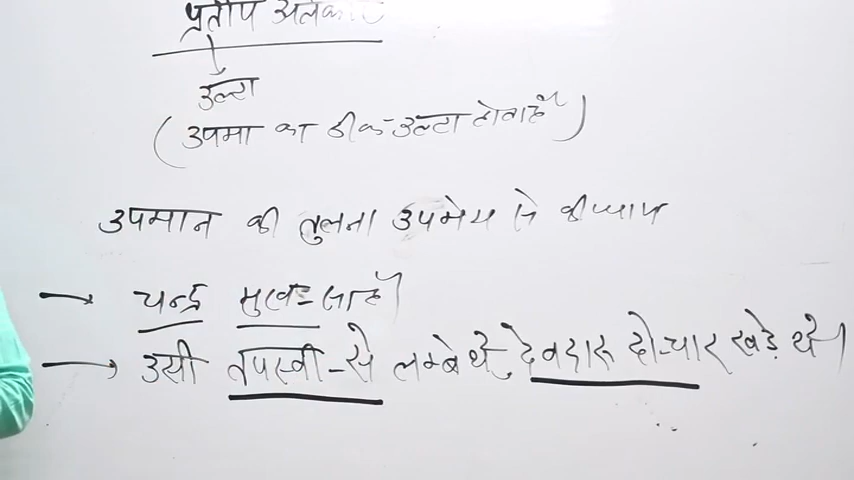 प्रतीप अलंकार
उल्टा
(उपमा का ठीक-उल्टा होता है)
उपमान की तुलना उपमेय से की जाय
→ चन्द्र मुख-सा है।
→ उसी तपस्वी-से लम्बे थे, देवदारू दो-चार खड़े थे।